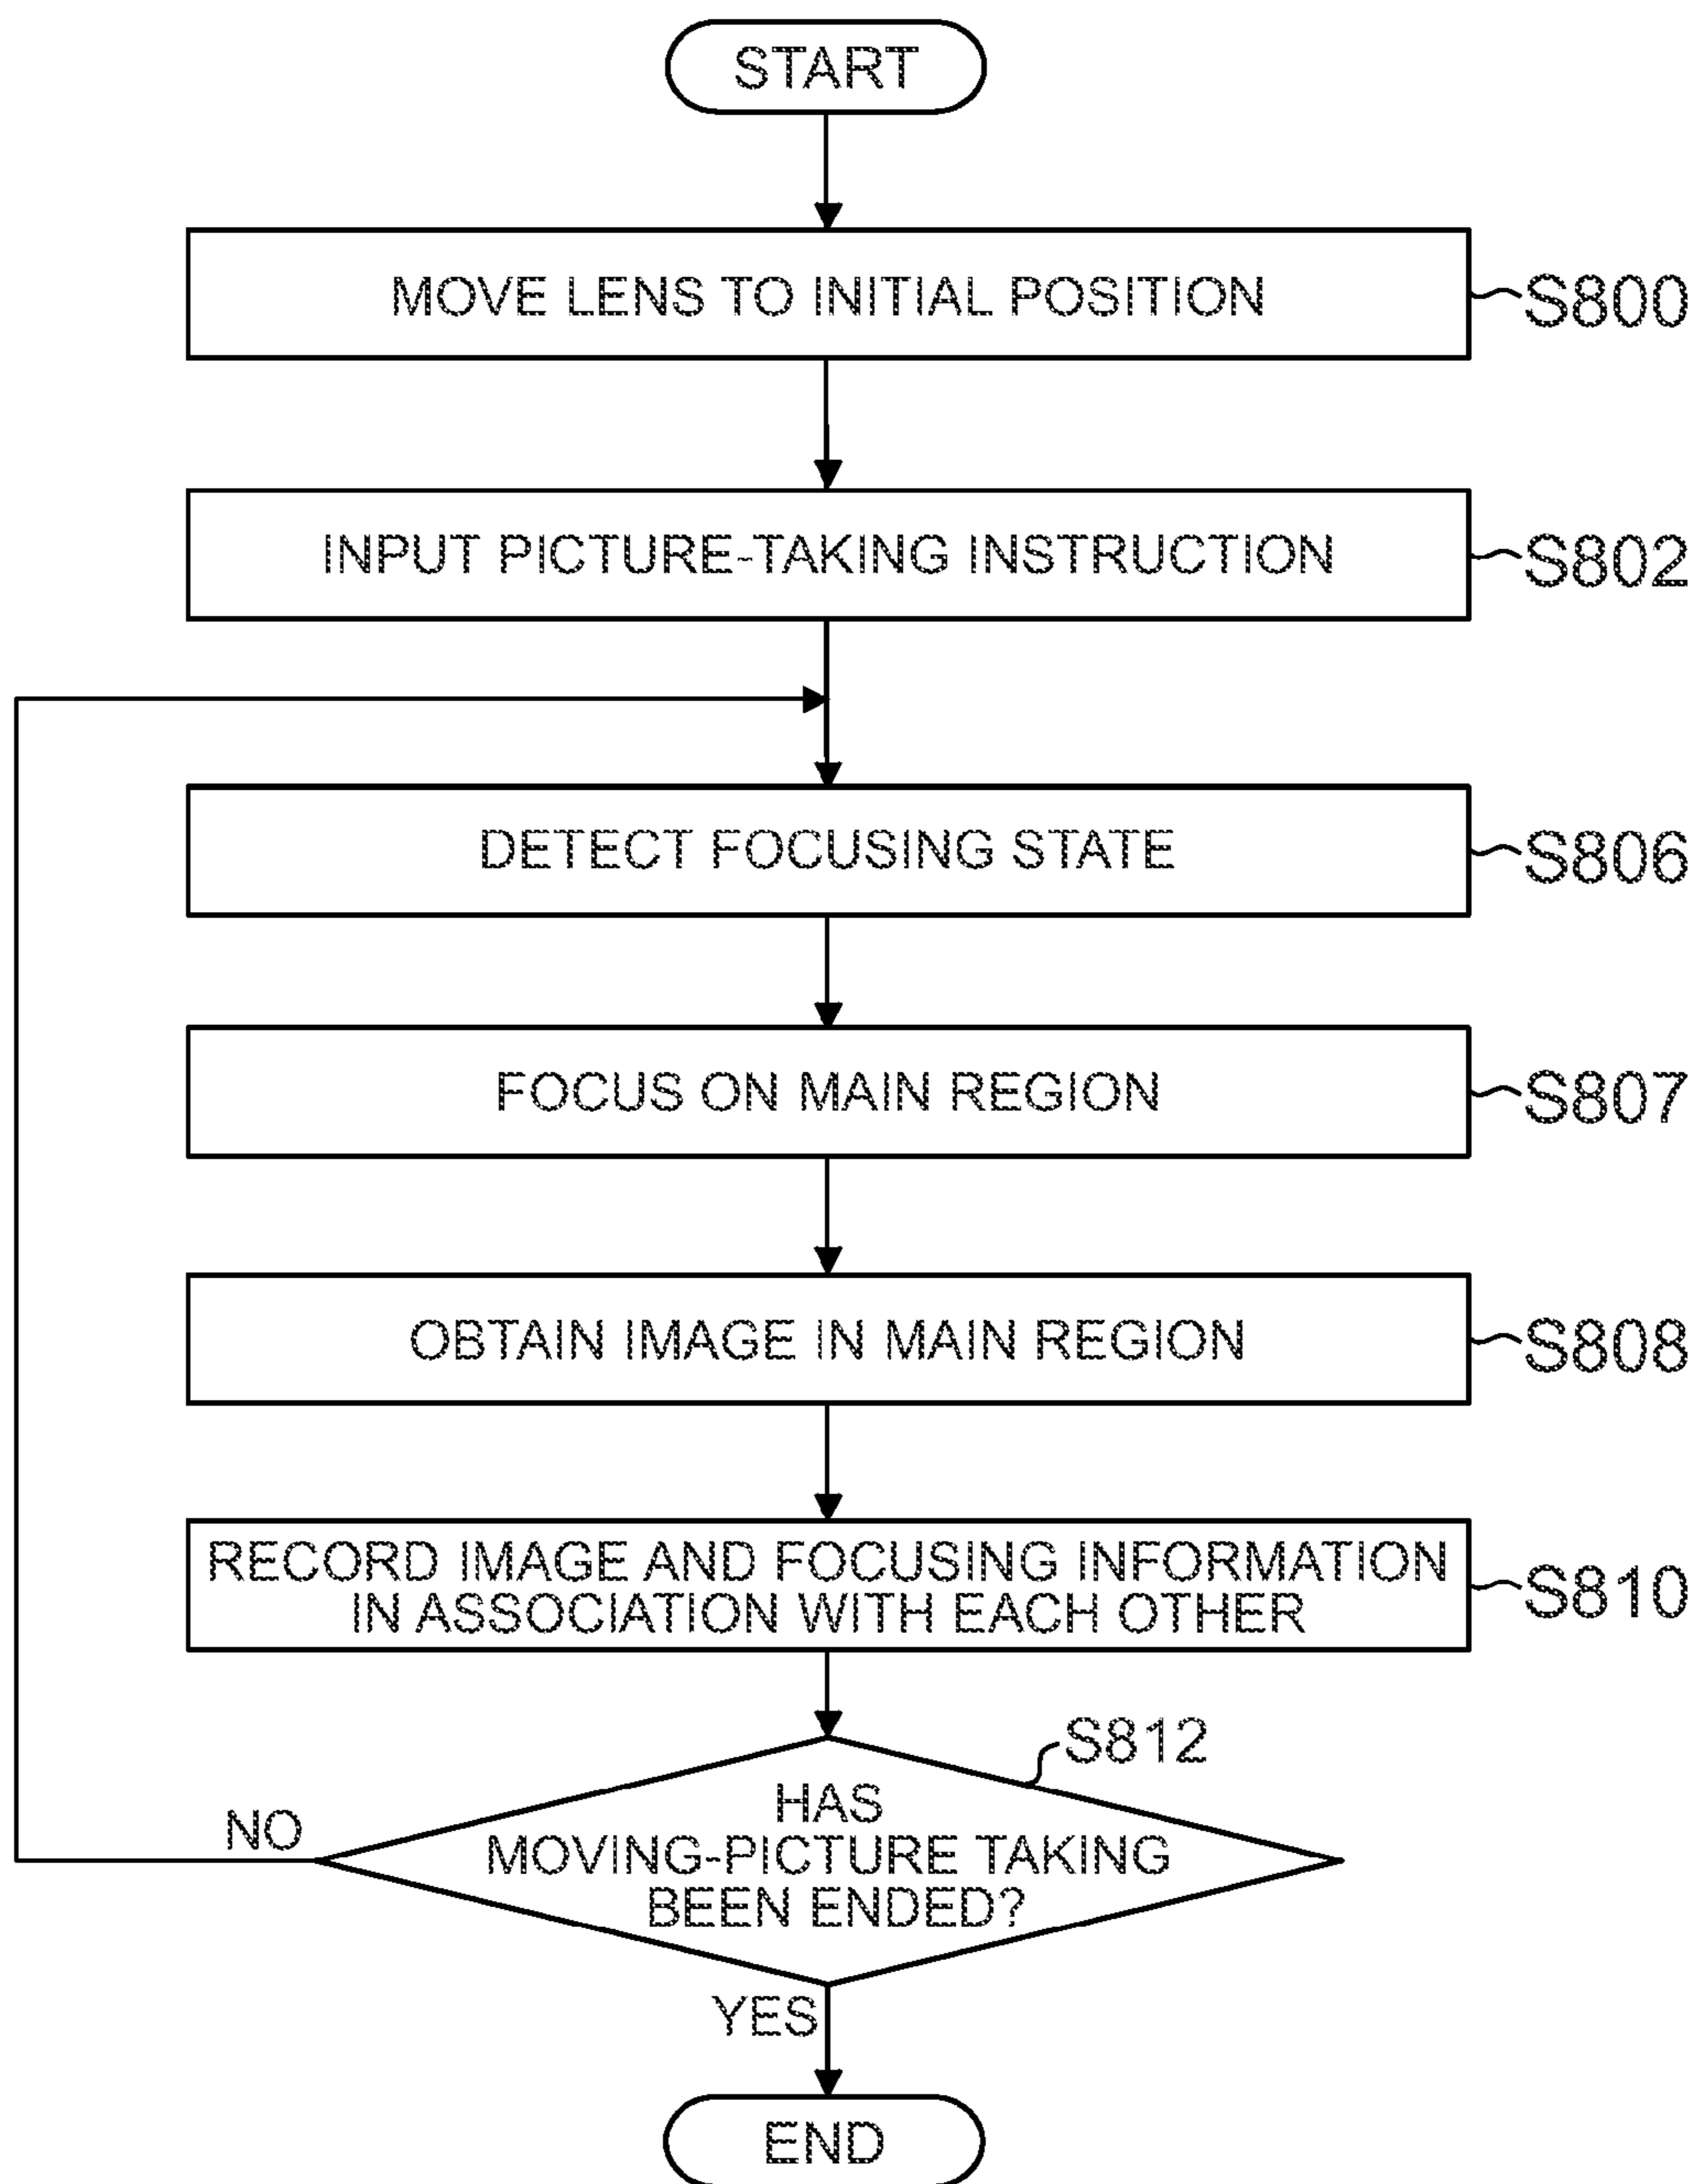 START
MOVE LENS TO INITIAL POSITION
S800
INPUT PICTURE-TAKING INSTRUCTION
S802
DETECT FOCUSING STATE
S806
FOCUS ON MAIN REGION
S807
OBTAIN IMAGE IN MAIN REGION
S808
RECORD IMAGE AND FOCUSING INFORMATION
IN ASSOCIATION WITH EACH OTHER
S810
S812
HAS
MOVING-PICTURE TAKING
BEEN ENDED?
NO
YES
END